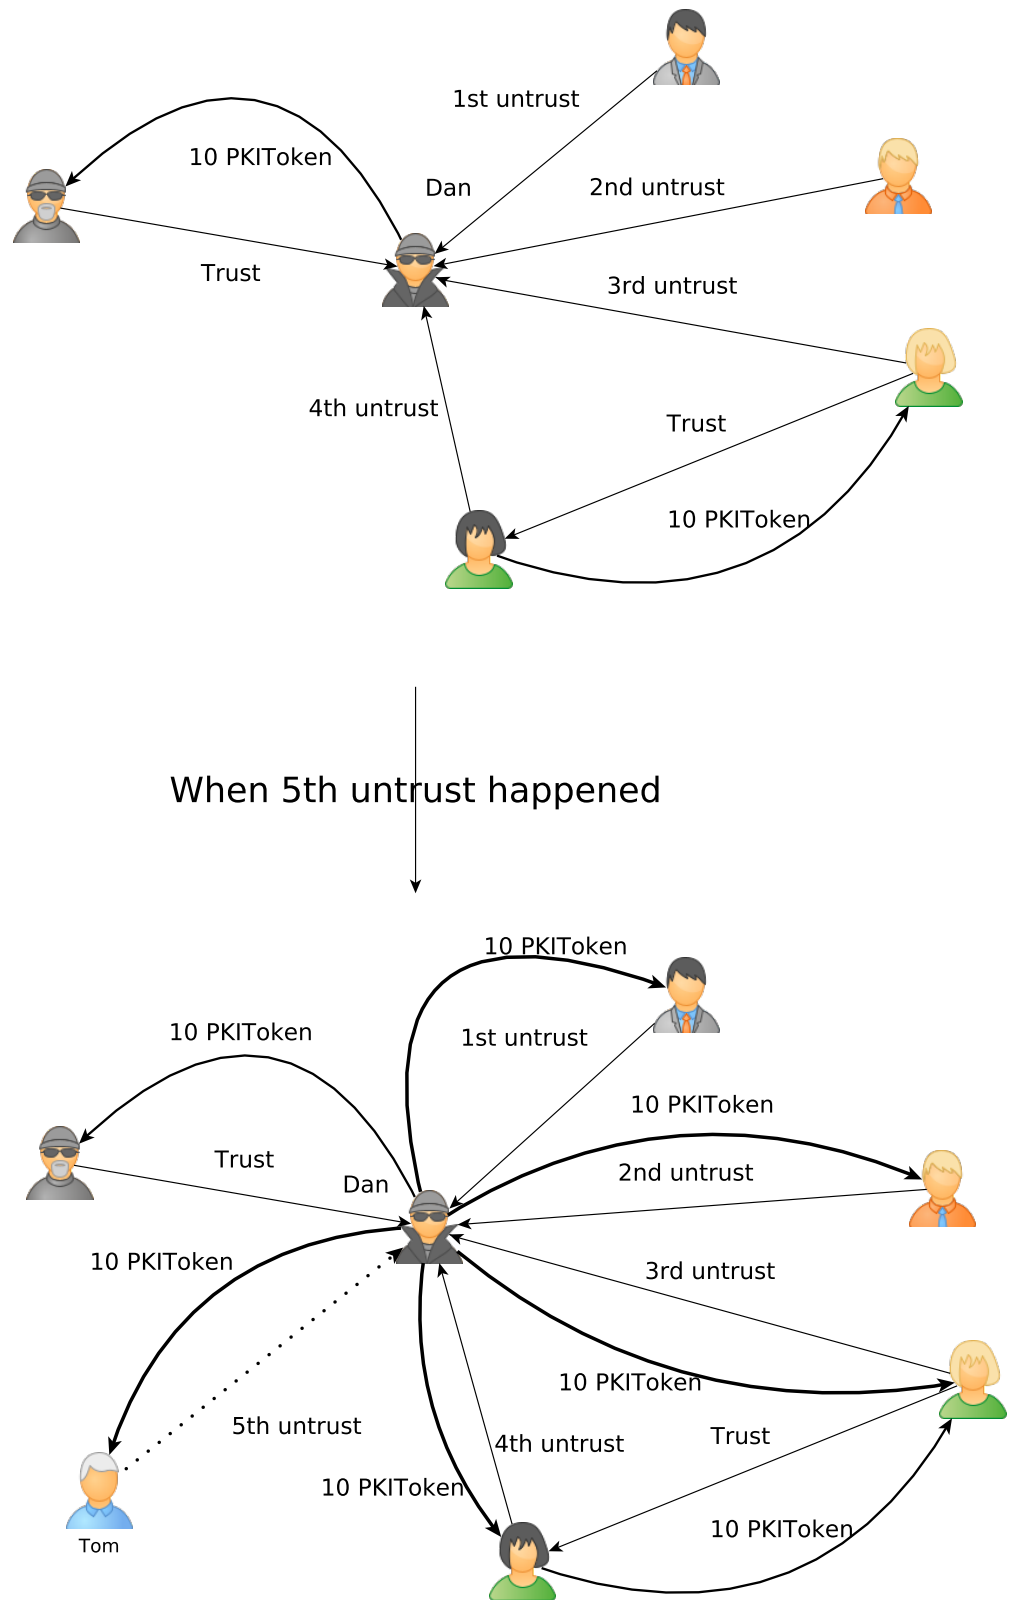 1st untrust
10 PKIToken
Dan
2nd untrust
Trust
3rd untrust
4th untrust
Trust
10 PKIToken
When 5th untrust happened
10 PKIToken
10 PKIToken
1st untrust
10 PKIToken
Trust
2nd untrust
Dan
10 PKIToken
3rd untrust
10 PKIToken
5th untrust
Trust
4th untrust
10 PKIToken
10 PKIToken
Tom